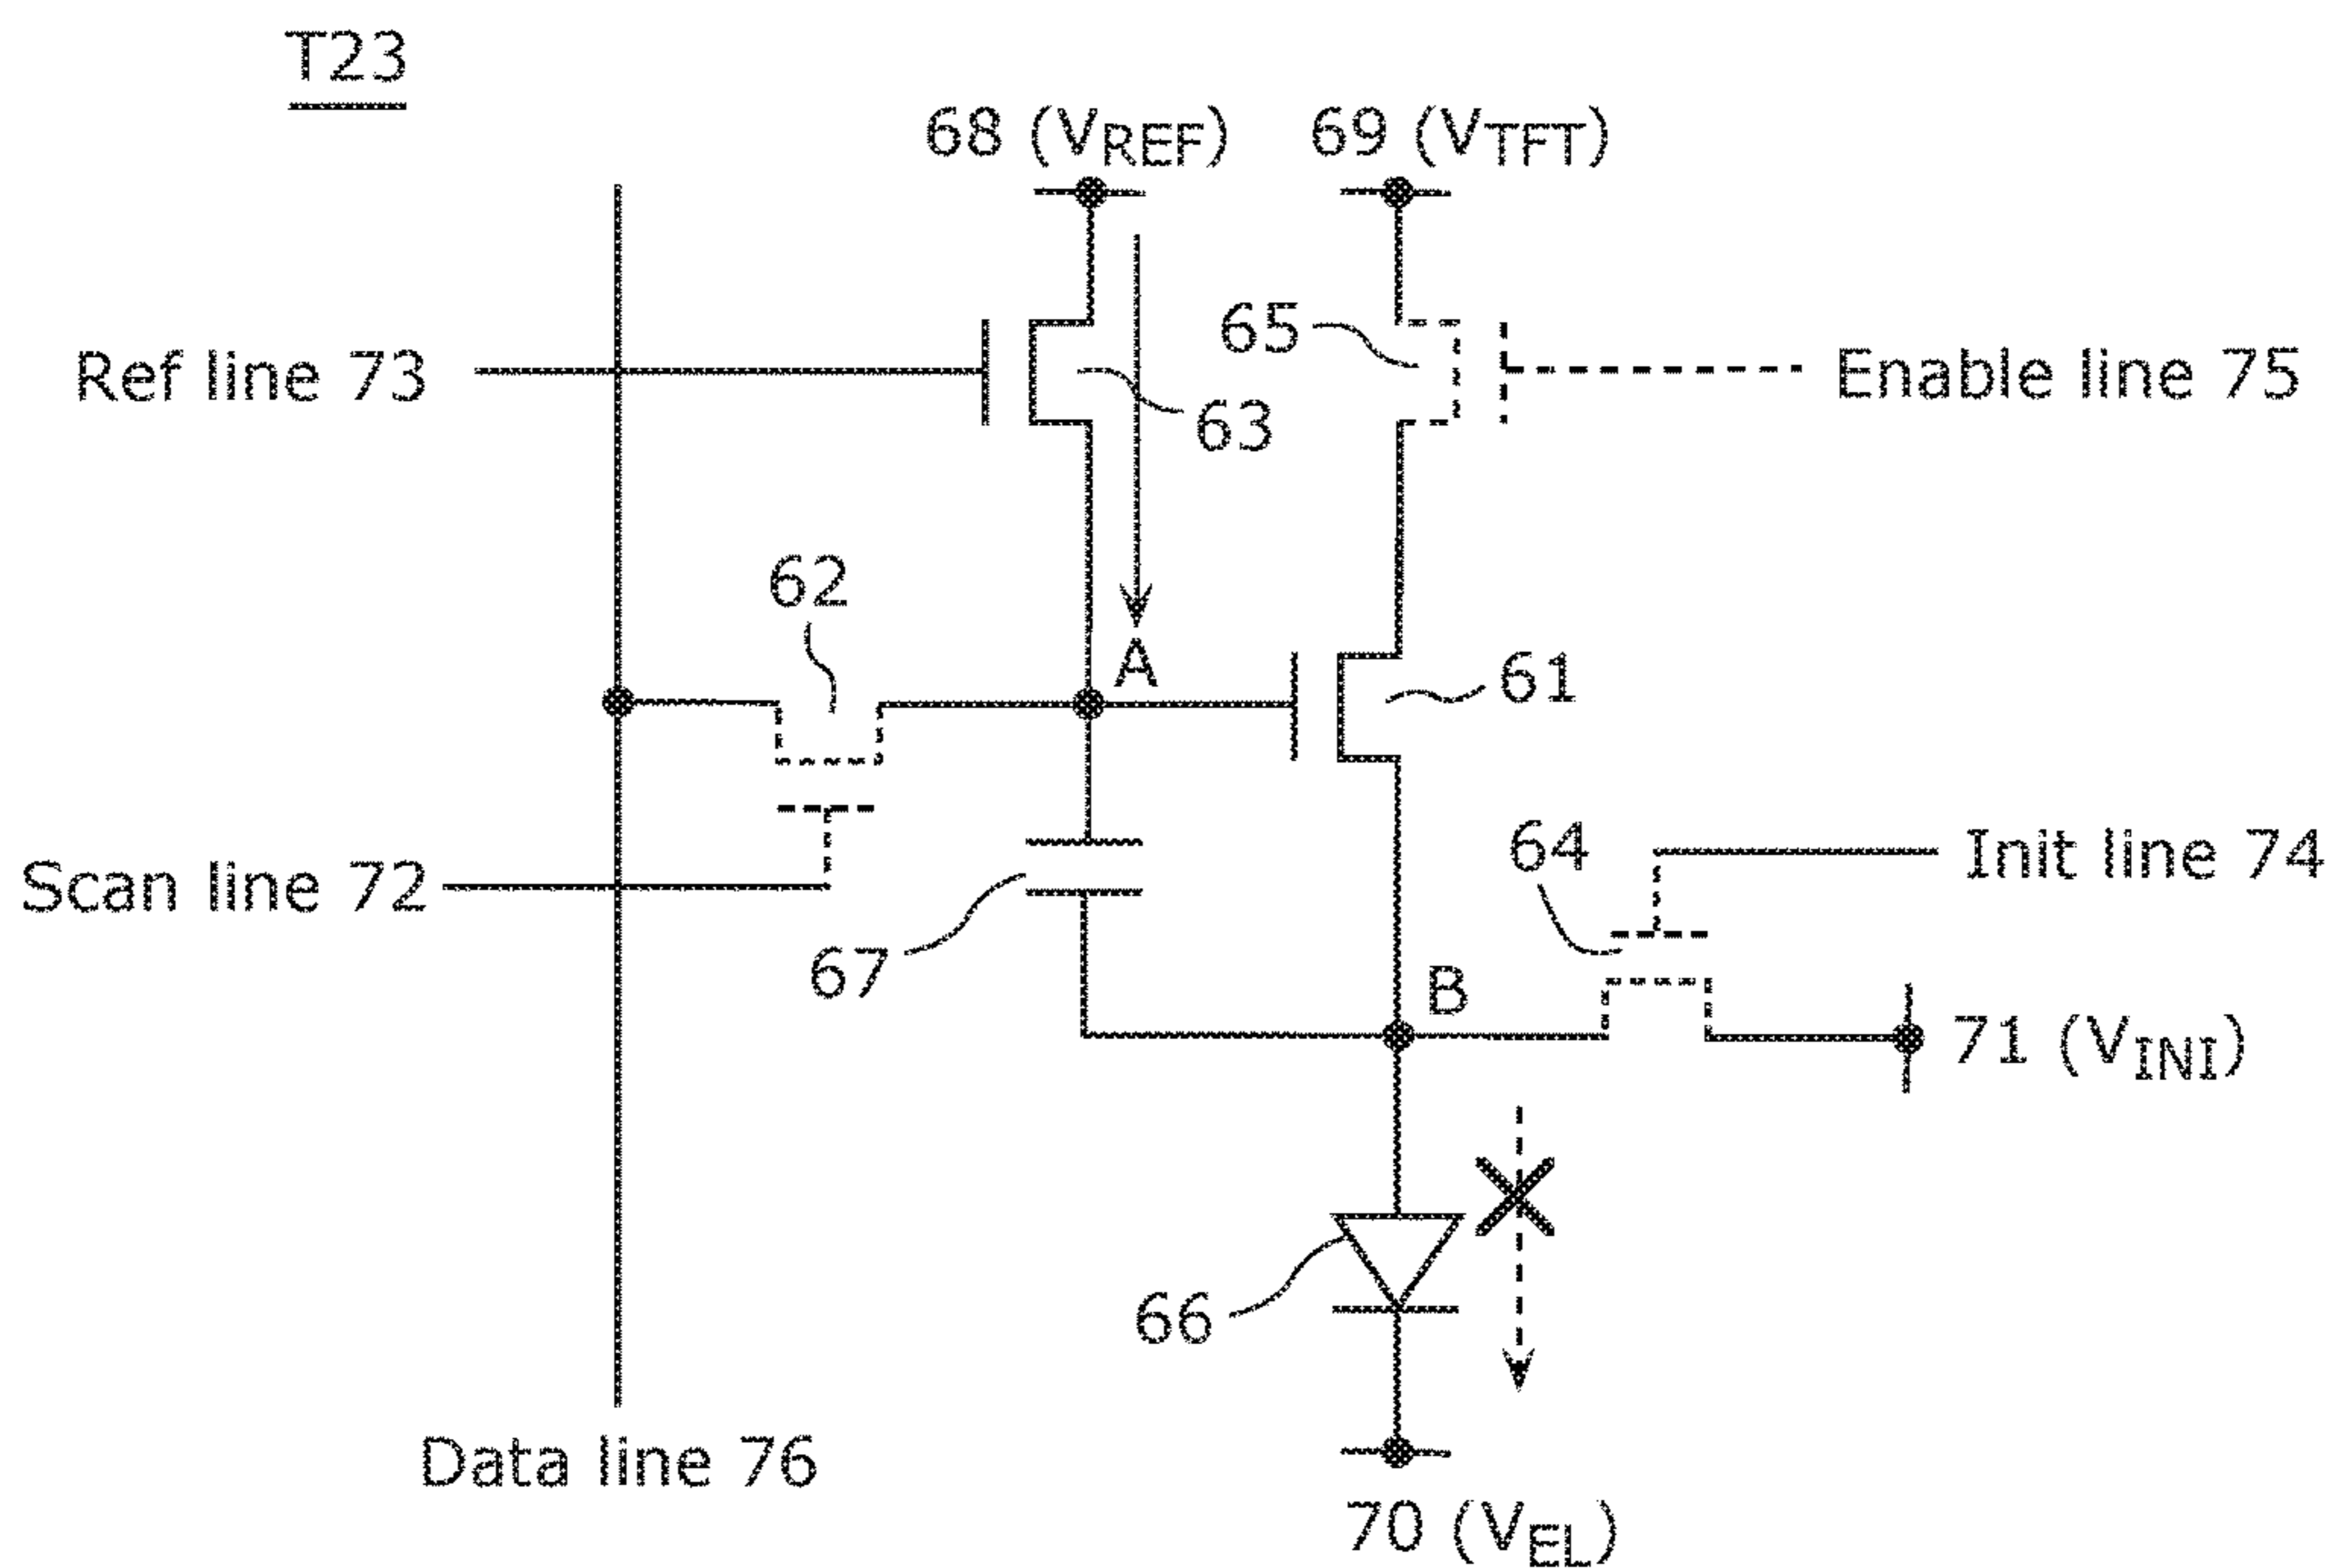 T23
68 (VREF)
69 (VTFT)
Ref line 73
65
Enable line 75
63
62
A
61
Scan line 72
64
Init line 74
67
B
71 (VINI)
66
Data line 76
70 (VEL)